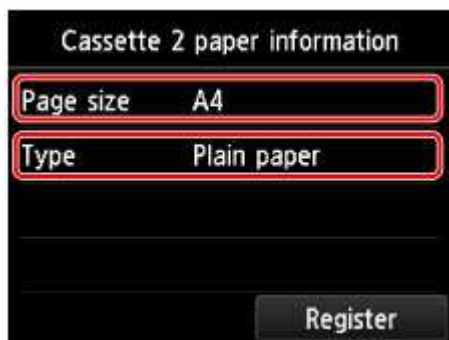 Cassette 2 paper information
Page size A4
Type Plain paper
Register